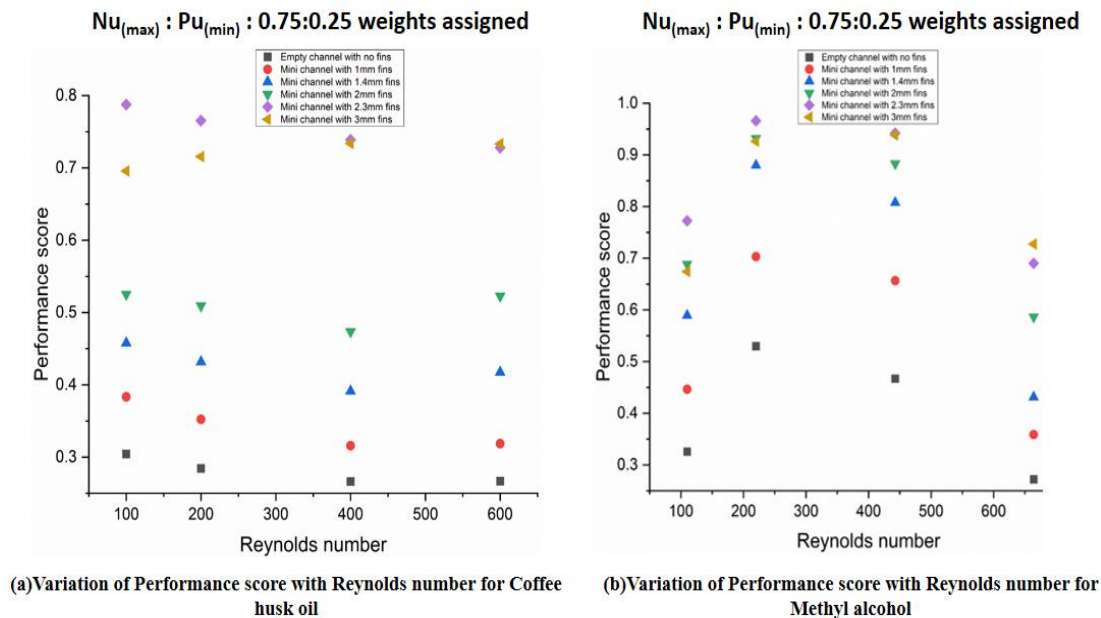 Nu(max) : Pu(min) : 0.75:0.25 weights assigned
Empty channel with no fins
Mini channel with 1mm fins
Mini channel with 1.4mm fins
Mini channel with 2mm fins
Mini channel with 2.3mm fins
Mini channel with 3mm fins
0.8
0.7
0.6
0.5
0.4
0.3
Performance score
100 200 300 400 500 600
Reynolds number
(a)Variation of Performance score with Reynolds number for Coffee
husk oil
Nu(max) : Pu(min) : 0.75:0.25 weights assigned
Empty channel with no fins
Mini channel with 1mm fins
Mini channel with 1.4mm fins
Mini channel with 2mm fins
Mini channel with 2.3mm fins
Mini channel with 3mm fins
1.0
0.9
0.8
0.7
0.6
0.5
0.4
0.3
Performance score
100 200 300 400 500 600
Reynolds number
(b)Variation of Performance score with Reynolds number for
Methyl alcohol